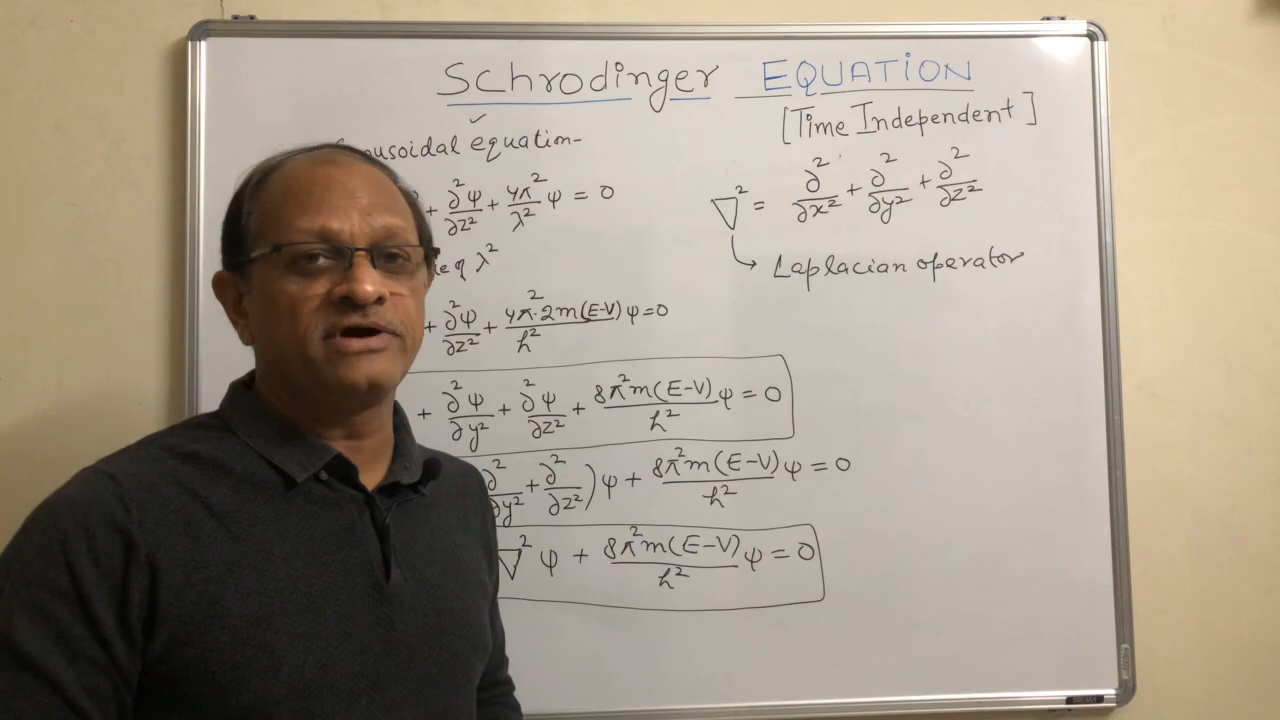 Schrodinger EQUATION
[Time Independent]
equation-
+ ∂²ψ/∂z² + 4π²/λ² ψ = 0
∇² = ∂²/∂x² + ∂²/∂y² + ∂²/∂z²
of λ²
Laplacian operator
+ ∂²ψ/∂z² + 4π²·2m(E-V)/h² ψ = 0
+ ∂²ψ/∂y² + ∂²ψ/∂z² + 8π²m(E-V)/h² ψ = 0
∂²/∂y² + ∂²/∂z²) ψ + 8π²m(E-V)/h² ψ = 0
∇²ψ + 8π²m(E-V)/h² ψ = 0